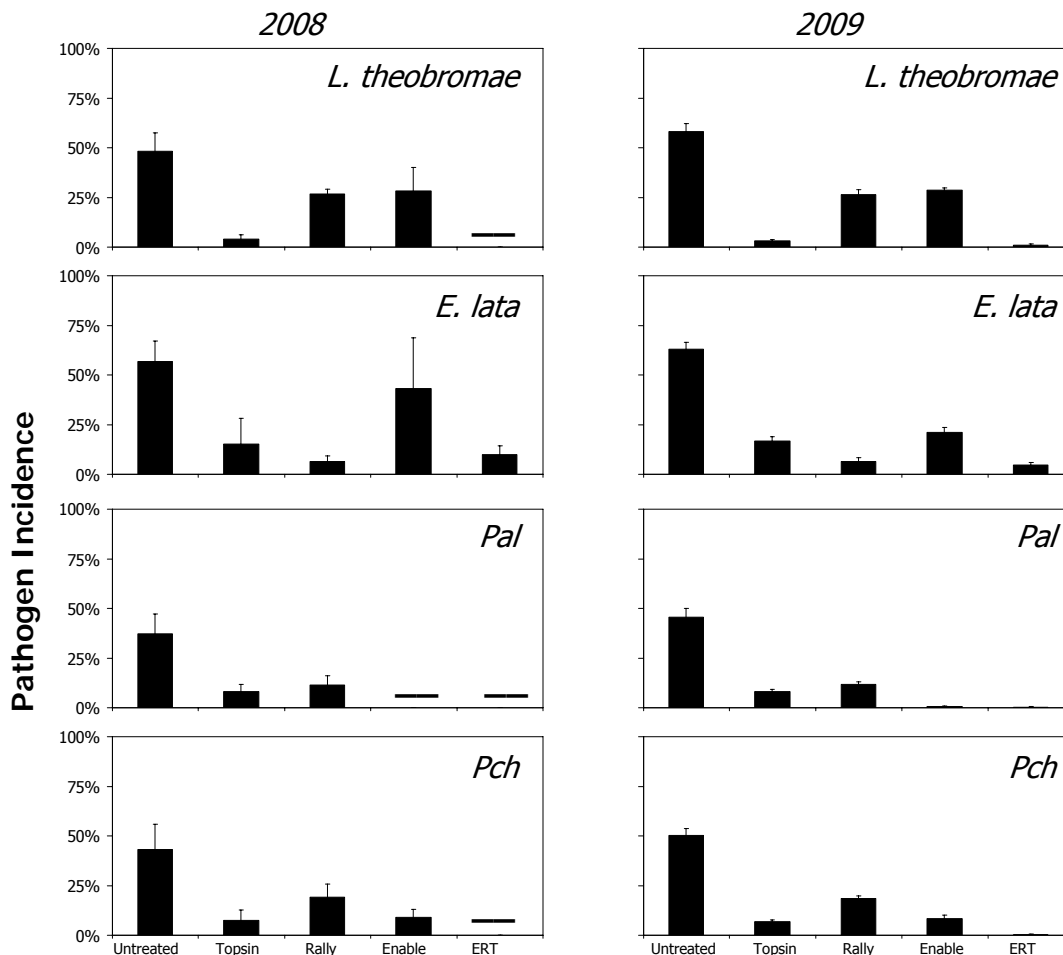 2008
2009
Pathogen Incidence
L. theobromae
100%
75%
50%
25%
0%
L. theobromae
E. lata
100%
75%
50%
25%
0%
E. lata
Pal
100%
75%
50%
25%
0%
Pal
Pch
100%
75%
50%
25%
0%
Pch
Untreated Topsin Rally Enable ERT
Untreated Topsin Rally Enable ERT